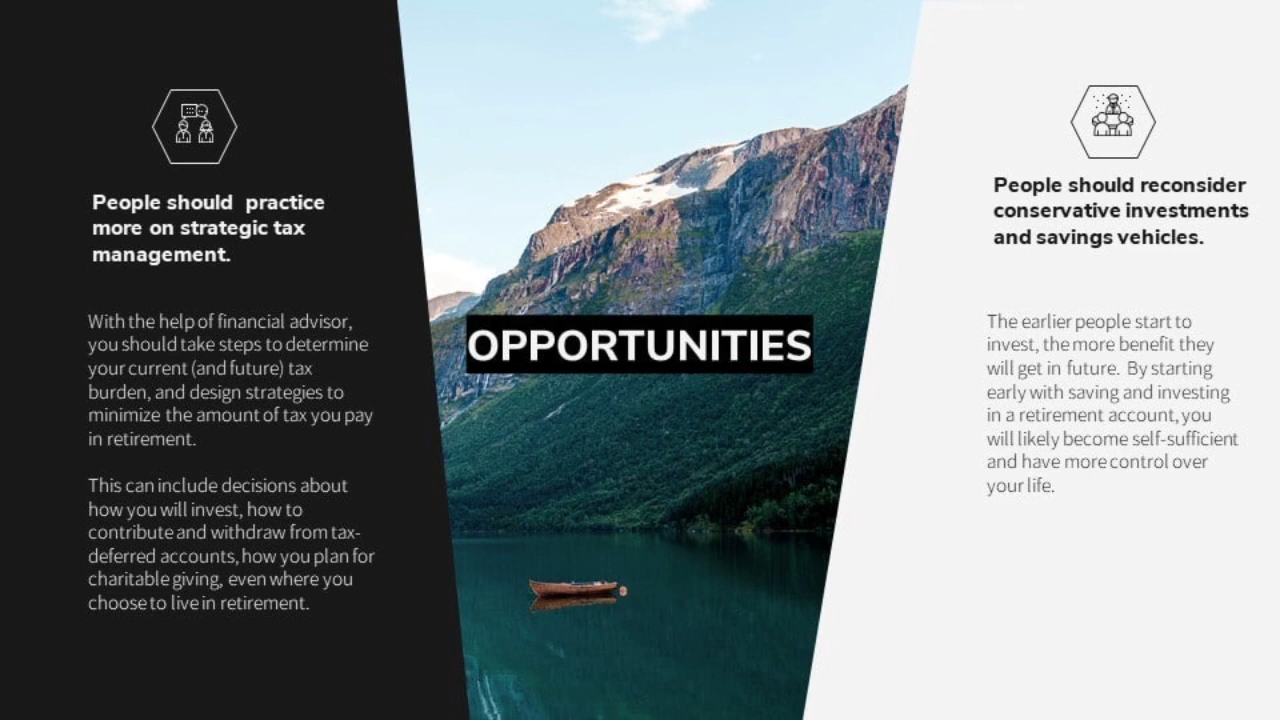 People should  practice
more on strategic tax
management.
With the help of financial advisor,
you should take steps to determine
your current (and future) tax
burden, and design strategies to
minimize the amount of tax you pay
in retirement.
This can include decisions about
how you will invest, how to
contribute and withdraw from tax-
deferred accounts, how you plan for
charitable giving, even where you
choose to live in retirement.
OPPORTUNITIES
People should reconsider
conservative investments
and savings vehicles.
The earlier people start to
invest, the more benefit they
will get in future.  By starting
early with saving and investing
in a retirement account, you
will likely become self-sufficient
and have more control over
your life.